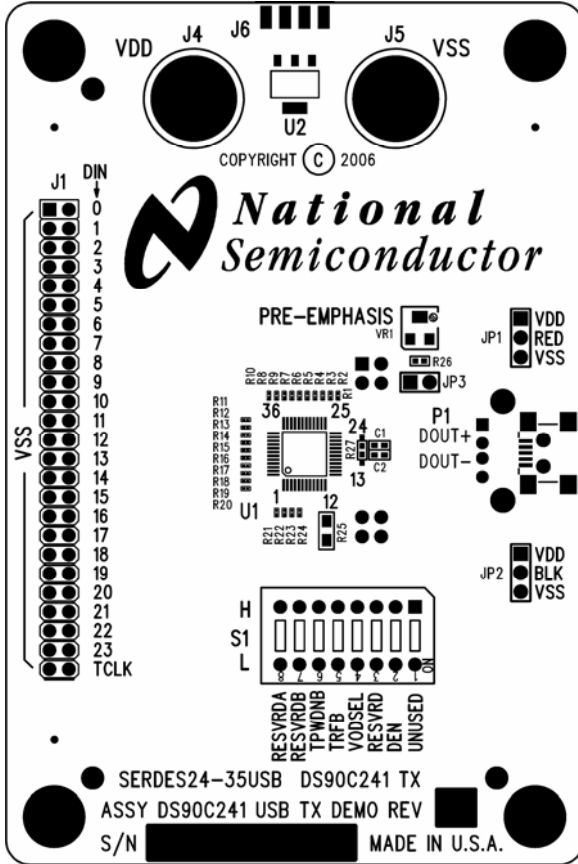 J6
J4
J5
VDD
VSS
U2
COPYRIGHT © 2006
DIN
J1
National
Semiconductor
0
1
2
3
4
5
6
7
8
9
10
11
12
13
14
15
16
17
18
19
20
21
22
23
TCLK
VSS
PRE-EMPHASIS
VR1
R26
JP3
JP1
VDD
RED
VSS
R10
R8
R9
R7
R6
R5
R4
R3
R2
R1
36
25
R11
R12
R13
R14
R15
R16
R17
R18
R19
R20
24
R27
C1
C2
13
P1
DOUT+
DOUT-
U1
1
12
R21
R22
R23
R24
R25
JP2
VDD
BLK
VSS
H
S1
L
8 7 6 5 4 3 2 1
ON
RESVRDA
RESVRDB
TPWDNB
TRFB
VODSEL
RESVRD
DEN
UNUSED
SERDES24-35USB DS90C241 TX
ASSY DS90C241 USB TX DEMO REV
S/N MADE IN U.S.A.